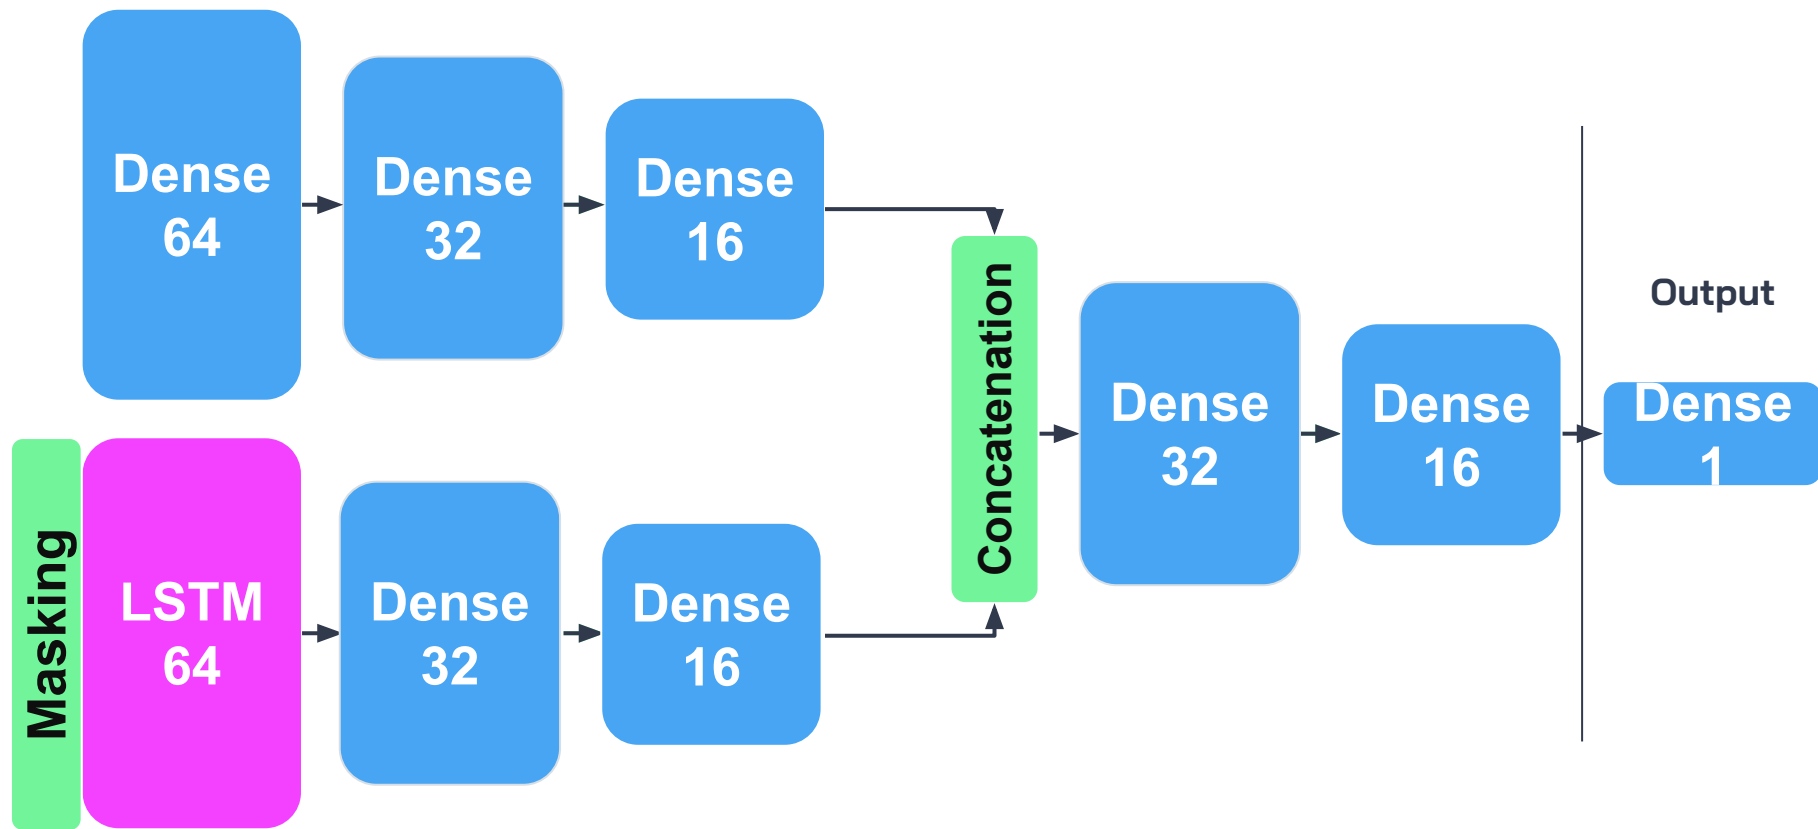 Dense
64
Dense
32
Dense
16
Masking
LSTM
64
Dense
32
Dense
16
Concatenation
Dense
32
Dense
16
Output
Dense
1